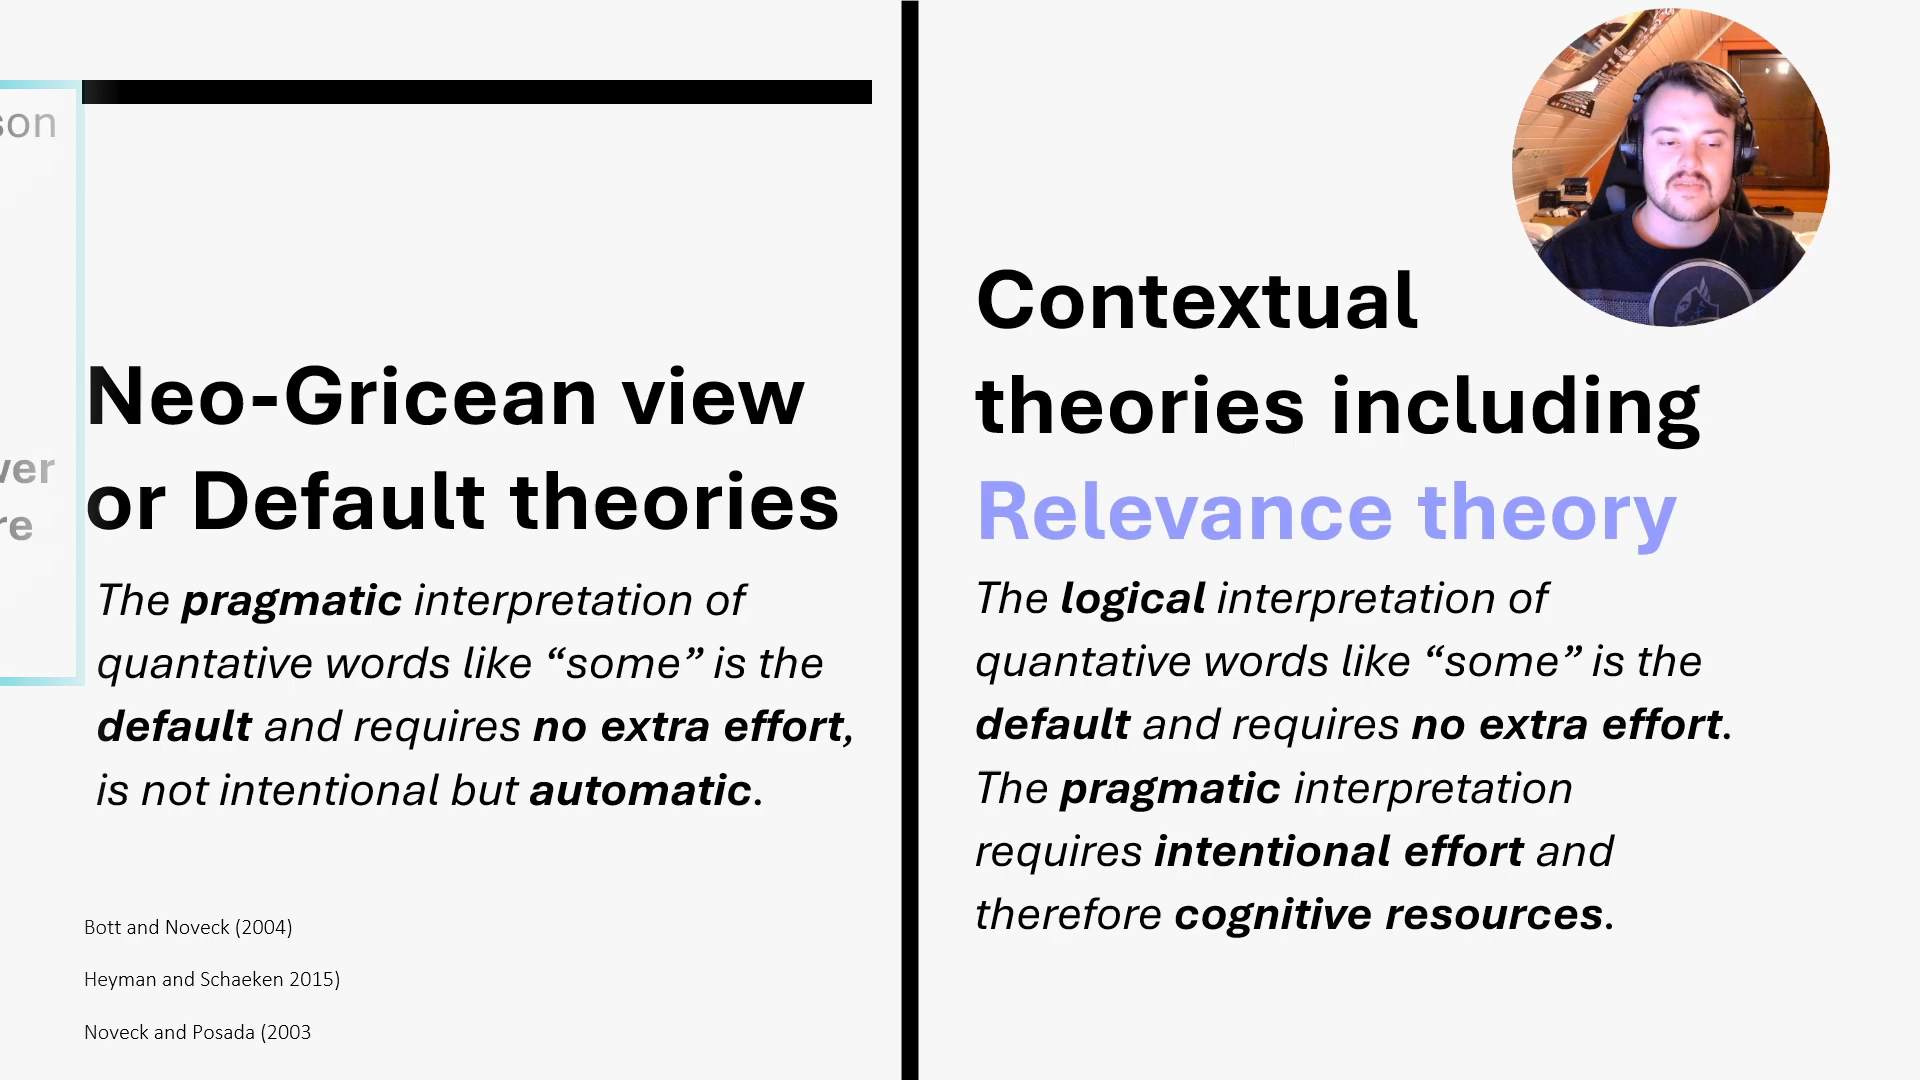 son
ver
re
Neo-Gricean view
or Default theories
The pragmatic interpretation of
quantative words like “some” is the
default and requires no extra effort,
is not intentional but automatic.
Bott and Noveck (2004)
Heyman and Schaeken 2015)
Noveck and Posada (2003
Contextual
theories including
Relevance theory
The logical interpretation of
quantative words like “some” is the
default and requires no extra effort.
The pragmatic interpretation
requires intentional effort and
therefore cognitive resources.